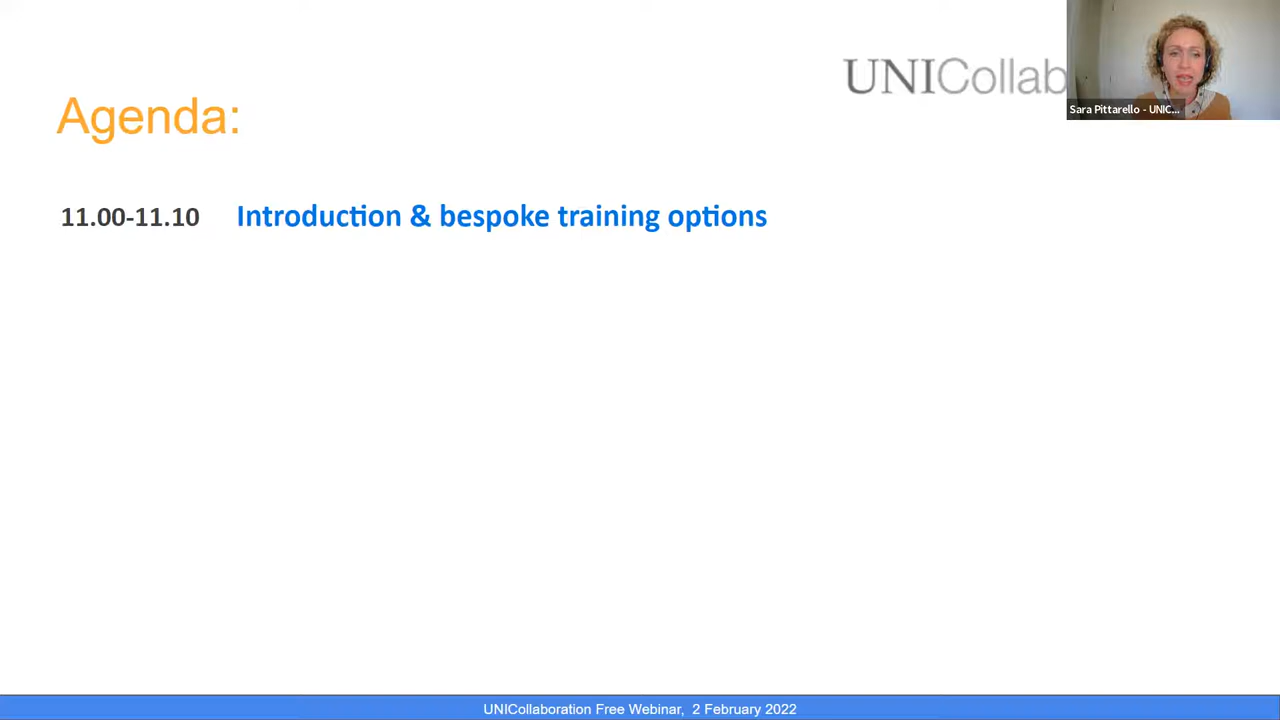 UNICollab
Agenda:
Sara Pittarello - UNIC...
11.00-11.10 Introduction & bespoke training options
UNICollaboration Free Webinar, 2 February 2022